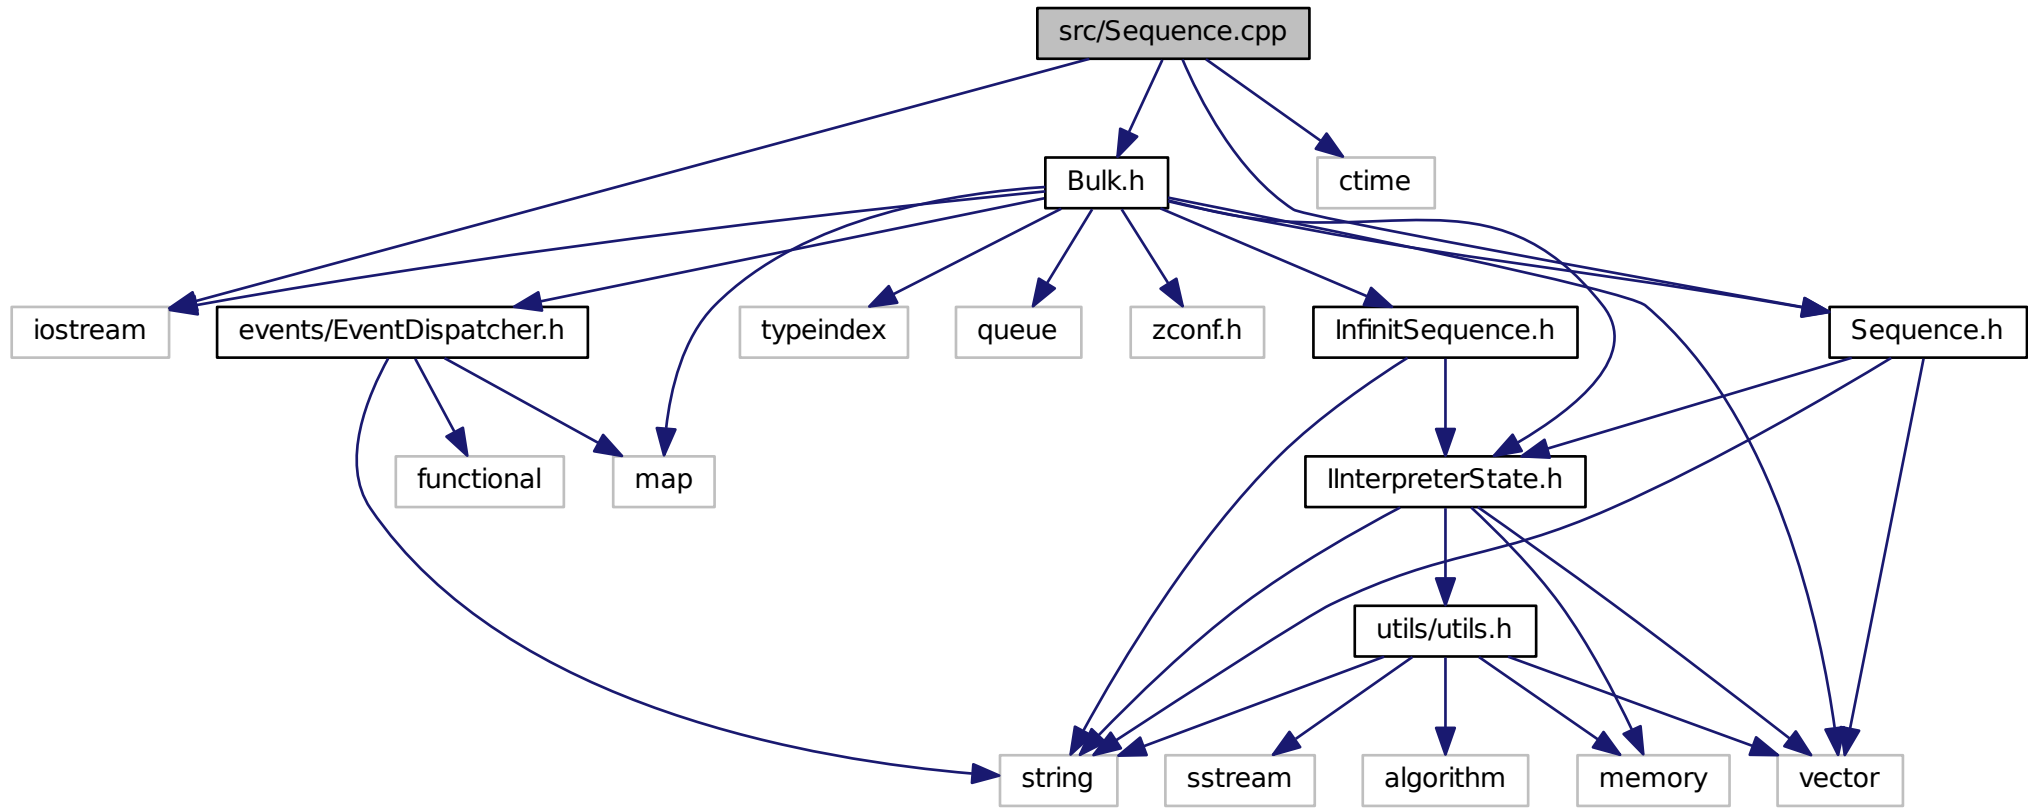 src/Sequence.cpp
Bulk.h
ctime
iostream
events/EventDispatcher.h
typeindex
queue
zconf.h
InfinitSequence.h
Sequence.h
functional
map
IInterpreterState.h
utils/utils.h
string
sstream
algorithm
memory
vector